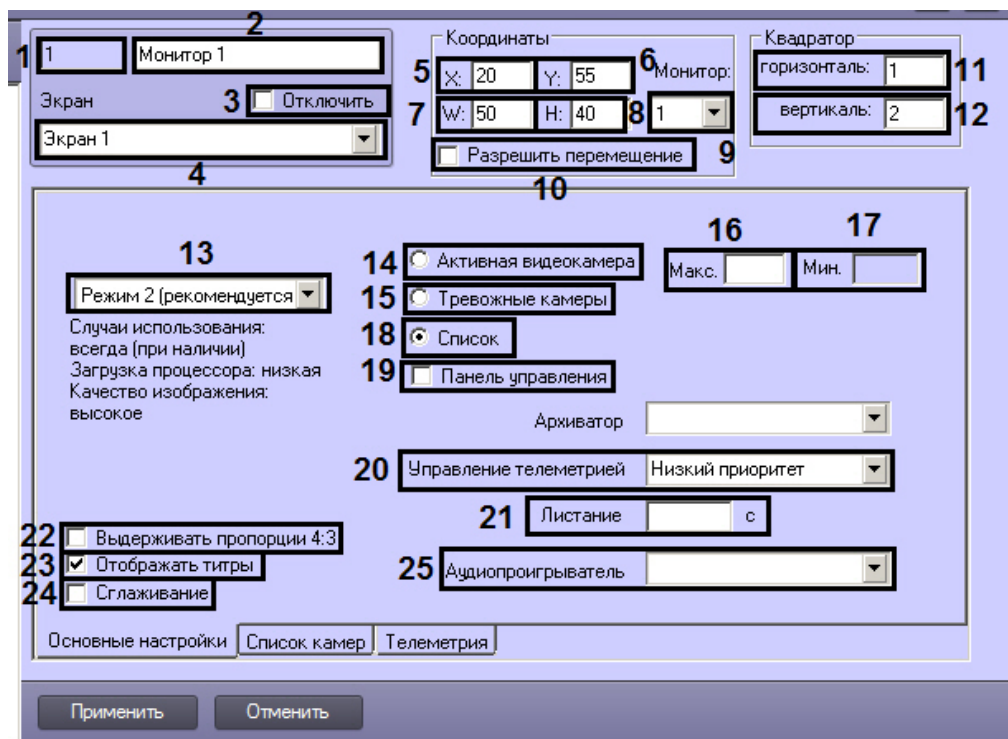 2
1 1 Монитор 1
Экран 3 Отключить
Экран 1
4
Координаты
5 X: 20 Y: 55 6 Монитор:
7 W: 50 H: 40 8 1
Разрешить перемещение 9
10
Квадратор
горизонталь: 1 11
вертикаль: 2 12
13
Режим 2 (рекомендуется
Случаи использования:
всегда (при наличии)
Загрузка процессора: низкая
Качество изображения:
высокое
16 17
14 Активная видеокамера Макс. Мин.
15 Тревожные камеры
18 Список
19 Панель управления
Архиватор
20 Управление телеметрией Низкий приоритет
21 Листание с
22 Выдерживать пропорции 4:3
23 Отображать титры
24 Сглаживание
25 Аудиопроигрыватель
Основные настройки Список камер Телеметрия
Применить Отменить